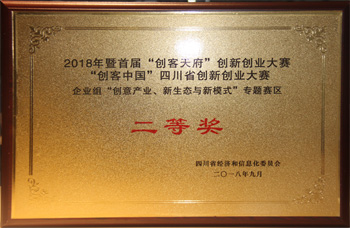 2018年暨首届“创客天府”创新创业大赛
“创客中国”四川省创新创业大赛
企业组“创意产业、新生态与新模式”专题赛区
二等奖
四川省经济和信息化委员会
二〇一八年九月